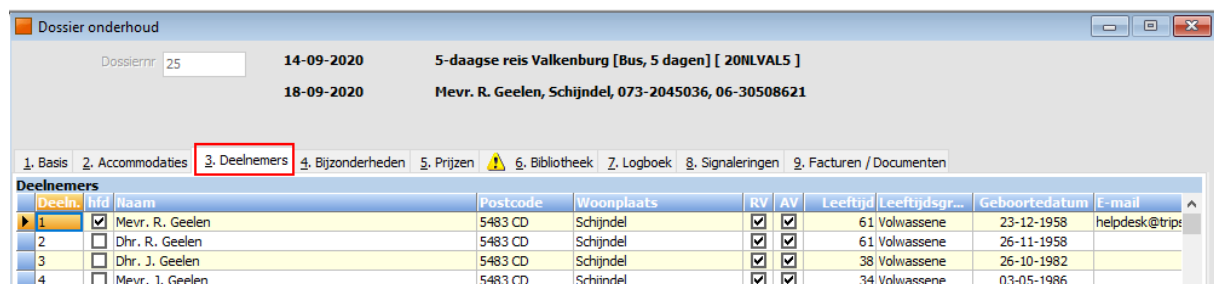 Dossier onderhoud
Dossiernr 25 14-09-2020 5-daagse reis Valkenburg [Bus, 5 dagen] [ 20NLVAL5 ]
18-09-2020 Mevr. R. Geelen, Schijndel, 073-2045036, 06-30508621
1. Basis 2. Accommodaties 3. Deelnemers 4. Bijzonderheden 5. Prijzen 6. Bibliotheek 7. Logboek 8. Signaleringen 9. Facturen / Documenten
Deelnemers
Deeln. hfd Naam Postcode Woonplaats RV AV Leeftijd Leeftijdsgr... Geboortedatum E-mail
1 Mevr. R. Geelen 5483 CD Schijndel 61 Volwassene 23-12-1958 helpdesk@trips
2 Dhr. R. Geelen 5483 CD Schijndel 61 Volwassene 26-11-1958
3 Dhr. J. Geelen 5483 CD Schijndel 38 Volwassene 26-10-1982
4 Mevr. J. Geelen 5483 CD Schijndel 34 Volwassene 03-05-1986